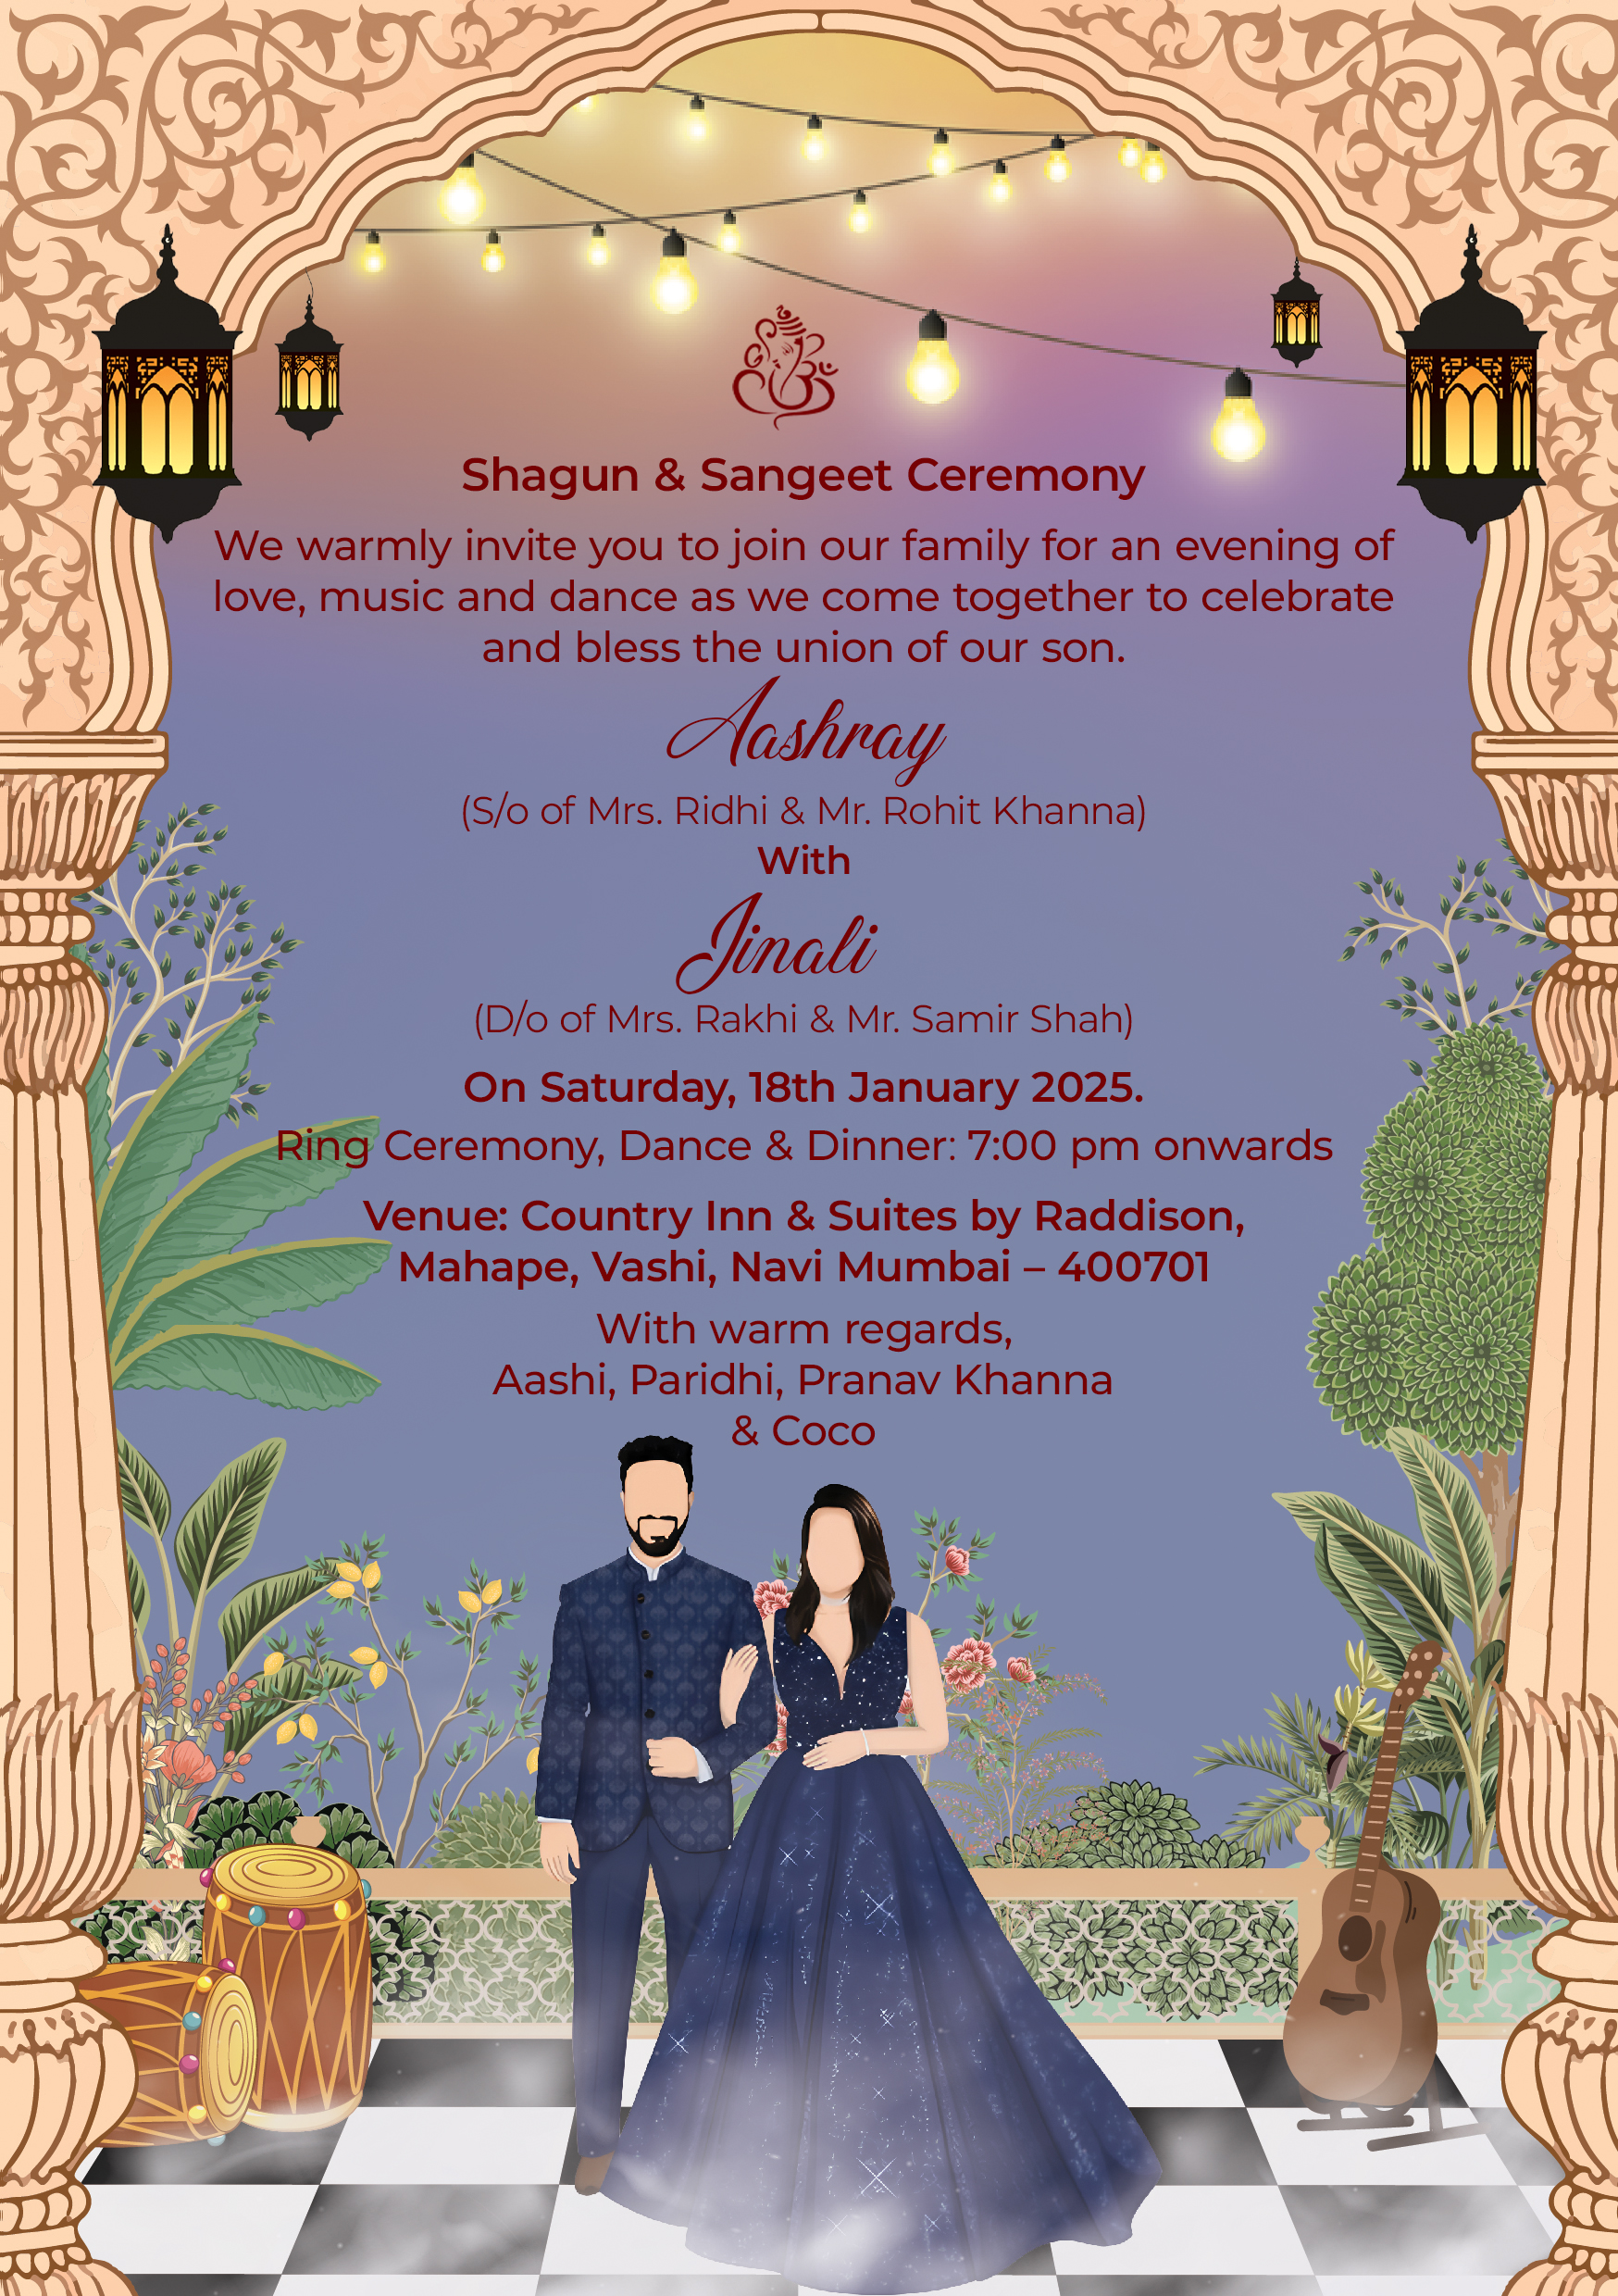 Shagun & Sangeet Ceremony
We warmly invite you to join our family for an evening of
love, music and dance as we come together to celebrate
and bless the union of our son.
Aashray
(S/o of Mrs. Ridhi & Mr. Rohit Khanna)
With
Jinali
(D/o of Mrs. Rakhi & Mr. Samir Shah)
On Saturday, 18th January 2025.
Ring Ceremony, Dance & Dinner: 7:00 pm onwards
Venue: Country Inn & Suites by Raddison,
Mahape, Vashi, Navi Mumbai – 400701
With warm regards,
Aashi, Paridhi, Pranav Khanna
& Coco